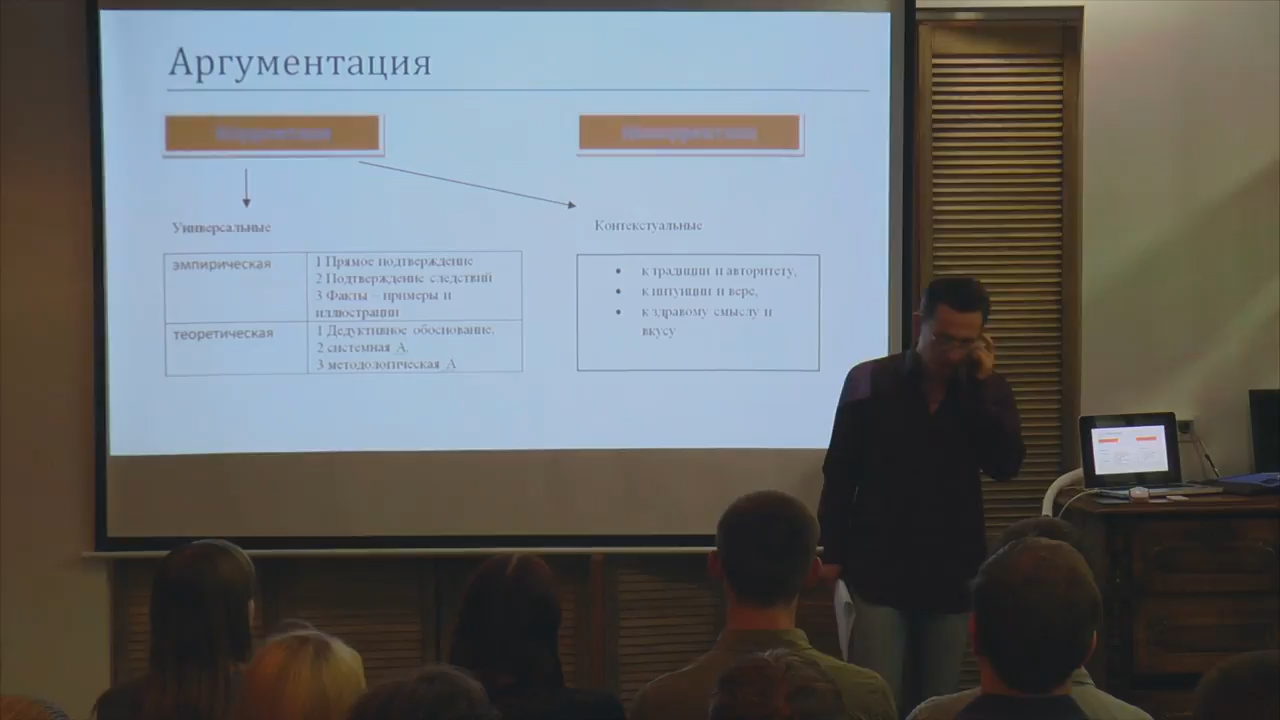 Аргументация
Универсальные
Контекстуальные
эмпирическая
1 Прямое подтверждение
2 Подтверждение следствий
3 Факты – примеры и
иллюстрации
теоретическая
1 Дедуктивное обоснование,
2 системная А,
3 методологическая А
• к традиции и авторитету,
• к интуиции и вере,
• к здравому смыслу и
вкусу